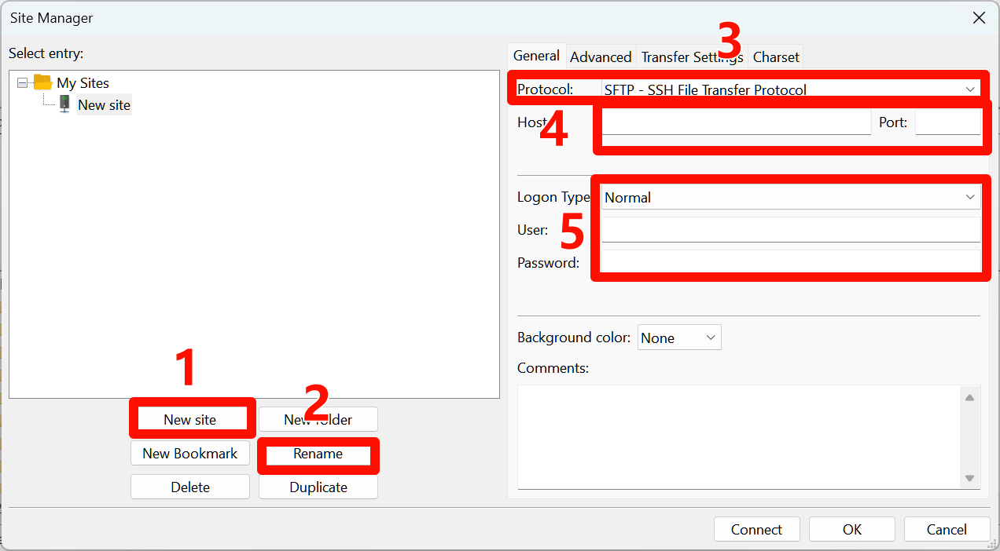 Site Manager
Select entry:
My Sites
New site
General Advanced Transfer Settings Charset
3
Protocol: SFTP - SSH File Transfer Protocol
Host Port:
4
Logon Type Normal
User:
5
Password:
Background color: None
Comments:
1
2
New site New folder
New Bookmark Rename
Delete Duplicate
Connect OK Cancel